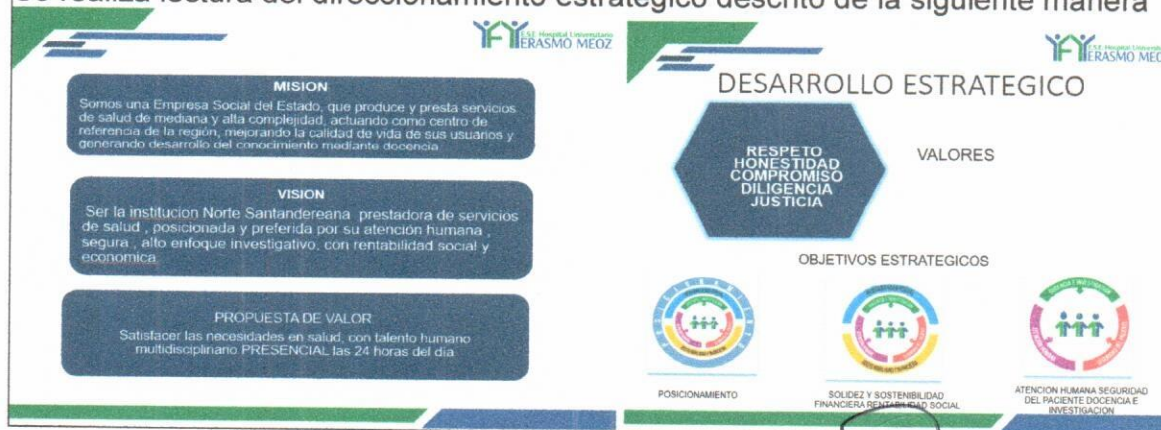 se realiza lectura del direccionamiento estratégico descrito de la siguiente manera
E.S.E. Hospital Universitario
ERASMO MEOZ
MISION
Somos una Empresa Social del Estado, que produce y presta servicios
de salud de mediana y alta complejidad, actuando como centro de
referencia de la región, mejorando la calidad de vida de sus usuarios y
generando desarrollo del conocimiento mediante docencia
VISION
Ser la institucion Norte Santandereana prestadora de servicios
de salud , posicionada y preferida por su atención humana ,
segura , alto enfoque investigativo, con rentabilidad social y
economica.
PROPUESTA DE VALOR
Satisfacer las necesidades en salud, con talento humano
multidisciplinario PRESENCIAL las 24 horas del dia
E.S.E. Hospital
ERASMO MEO
DESARROLLO ESTRATEGICO
RESPETO
HONESTIDAD
COMPROMISO
DILIGENCIA
JUSTICIA
VALORES
OBJETIVOS ESTRATEGICOS
POSICIONAMIENTO
POSICIONAMIENTO
SOLIDEZ Y SOSTENIBILIDAD
FINANCIERA RENTABILIDAD SOCIAL
DOCENCIA E INVESTIGACION
ATENCION HUMANA SEGURIDAD
DEL PACIENTE DOCENCIA E
INVESTIGACION